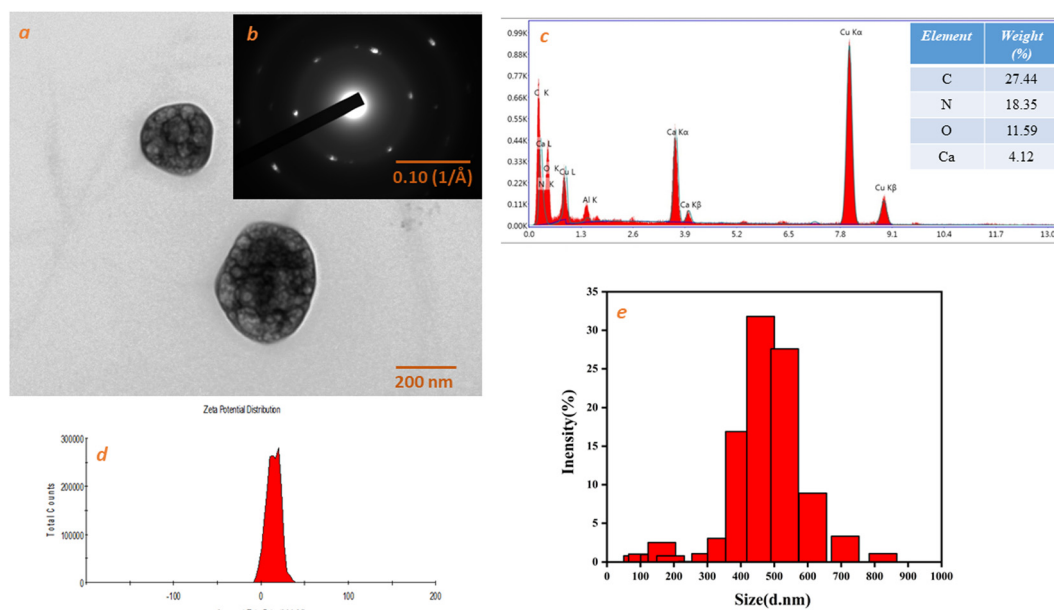 a
b
0.10 (1/Å)
200 nm
c
0.99K
0.88K
0.77K
0.66K
0.55K
0.44K
0.33K
0.22K
0.11K
0.00K
C K
Ca L
O K
N K
Cu L
Al K
Ca Kα
Ca Kβ
Cu Kα
Cu Kβ
0.0 1.3 2.6 3.9 5.2 6.5 7.8 9.1 10.4 11.7 13.0
Element Weight (%)
C 27.44
N 18.35
O 11.59
Ca 4.12
Zeta Potential Distribution
d
Total Counts
300000
200000
100000
0
-100 0 100 200
e
Inensity(%)
35
30
25
20
15
10
5
0
0 100 200 300 400 500 600 700 800 900 1000
Size(d.nm)